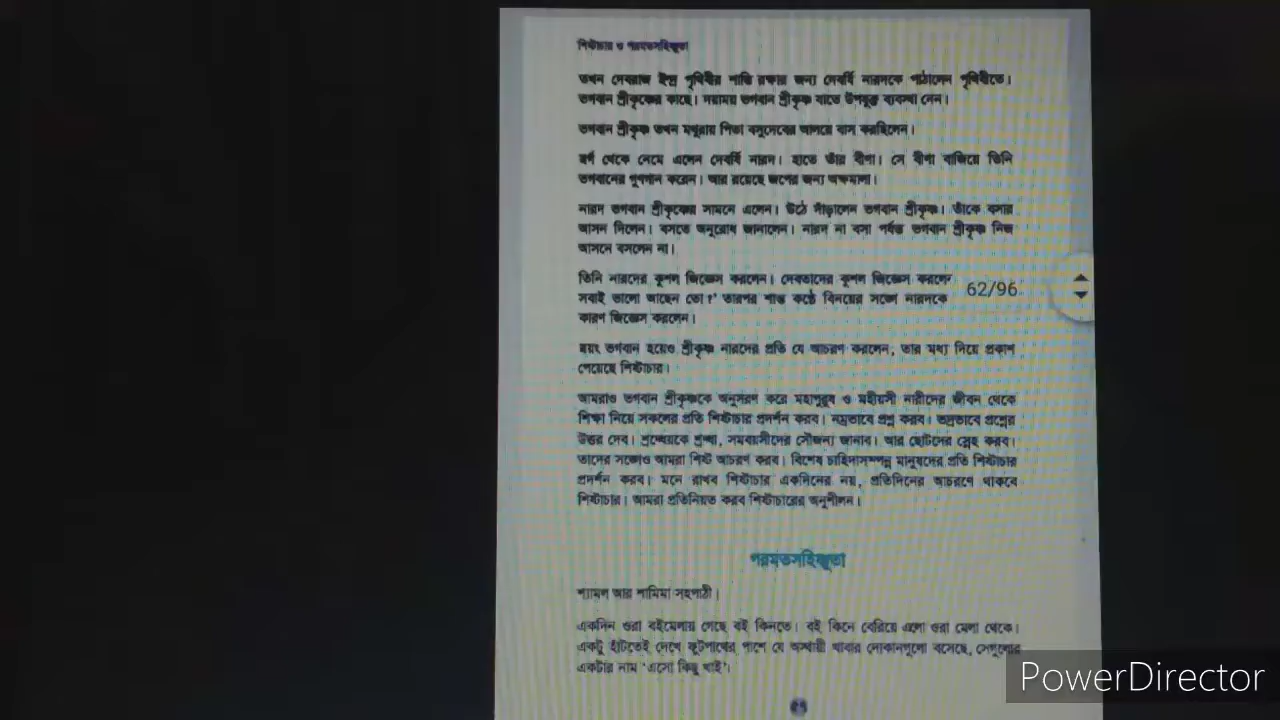 শিষ্টাচার ও পরমতসহিষ্ণুতা
তখন দেবরাজ ইন্দ্র পৃথিবীর শান্তি রক্ষার জন্য দেবর্ষি নারদকে পাঠালেন পৃথিবীতে।
ভগবান শ্রীকৃষ্ণের কাছে। দয়াময় ভগবান শ্রীকৃষ্ণ যাতে উপযুক্ত ব্যবস্থা নেন।
ভগবান শ্রীকৃষ্ণ তখন মথুরায় পিতা বসুদেবের আলয়ে বাস করছিলেন।
স্বর্গ থেকে নেমে এলেন দেবর্ষি নারদ। হাতে তাঁর বীণা। সে বীণা বাজিয়ে তিনি
ভগবানের গুণগান করেন। আর রয়েছে জপের জন্য অক্ষমালা।
নারদ ভগবান শ্রীকৃষ্ণের সামনে এলেন। উঠে দাঁড়ালেন ভগবান শ্রীকৃষ্ণ। তাঁকে বসার
আসন দিলেন। বসতে অনুরোধ জানালেন। নারদ না বসা পর্যন্ত ভগবান শ্রীকৃষ্ণ নিজ
আসনে বসলেন না।
তিনি নারদের কুশল জিজ্ঞেস করলেন। দেবতাদের কুশল জিজ্ঞেস করলে
সবাই ভালো আছেন তো?’ তারপর শান্ত কণ্ঠে বিনয়ের সঙ্গে নারদকে
62/96
কারণ জিজ্ঞেস করলেন।
স্বয়ং ভগবান হয়েও শ্রীকৃষ্ণ নারদের প্রতি যে আচরণ করলেন, তার মধ্য দিয়ে প্রকাশ
পেয়েছে শিষ্টাচার।
আমরাও ভগবান শ্রীকৃষ্ণকে অনুসরণ করে মহাপুরুষ ও মহীয়সী নারীদের জীবন থেকে
শিক্ষা নিয়ে সকলের প্রতি শিষ্টাচার প্রদর্শন করব। নম্রভাবে প্রশ্ন করব। ভদ্রভাবে প্রশ্নের
উত্তর দেব। শ্রদ্ধেয়কে শ্রদ্ধা, সমবয়সীদের সৌজন্য জানাব। আর ছোটদের স্নেহ করব।
তাদের সঙ্গেও আমরা শিষ্ট আচরণ করব। বিশেষ চাহিদাসম্পন্ন মানুষদের প্রতি শিষ্টাচার
প্রদর্শন করব। মনে রাখব শিষ্টাচার একদিনের নয়, প্রতিদিনের আচরণে থাকবে
শিষ্টাচার। আমরা প্রতিনিয়ত করব শিষ্টাচারের অনুশীলন।
পরমতসহিষ্ণুতা
শ্যামল আর শামিমা সহপাঠী।
একদিন ওরা বইমেলায় গেছে বই কিনতে। বই কিনে বেরিয়ে এলো ওরা মেলা থেকে।
একটু হাঁটতেই দেখে ফুটপাথের পাশে যে অস্থায়ী খাবার দোকানগুলো বসেছে, সেগুলোর
একটার নাম ‘এসো কিছু খাই’।
PowerDirector